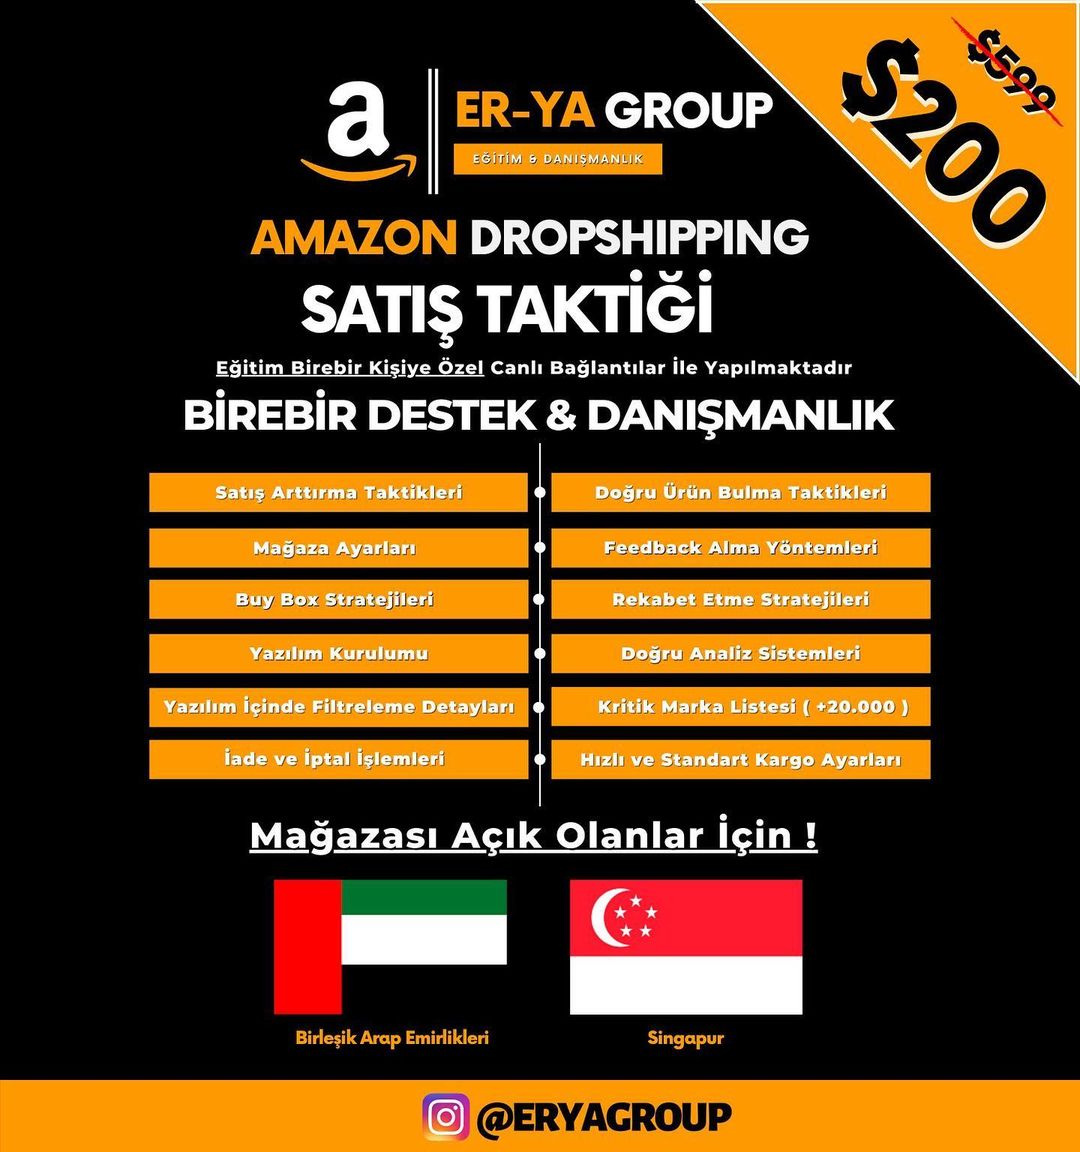 $599
$200
a
ER-YA GROUP
EĞİTİM & DANIŞMANLIK
AMAZON DROPSHIPPING
SATIŞ TAKTİĞİ
Eğitim Birebir Kişiye Özel Canlı Bağlantılar İle Yapılmaktadır
BİREBİR DESTEK & DANIŞMANLIK
Satış Arttırma Taktikleri
Doğru Ürün Bulma Taktikleri
Mağaza Ayarları
Feedback Alma Yöntemleri
Buy Box Stratejileri
Rekabet Etme Stratejileri
Yazılım Kurulumu
Doğru Analiz Sistemleri
Yazılım İçinde Filtreleme Detayları
Kritik Marka Listesi ( +20.000 )
İade ve İptal İşlemleri
Hızlı ve Standart Kargo Ayarları
Mağazası Açık Olanlar İçin !
Birleşik Arap Emirlikleri
Singapur
@ERYAGROUP